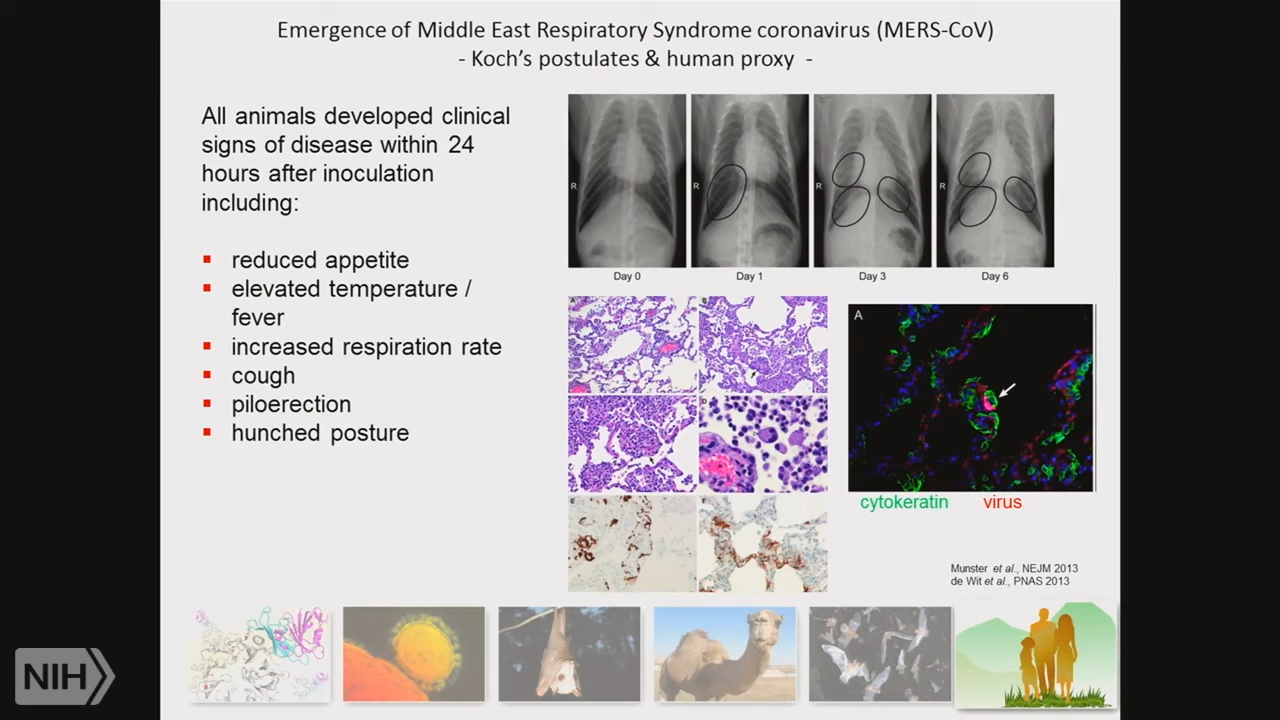 Emergence of Middle East Respiratory Syndrome coronavirus (MERS-CoV)
- Koch's postulates & human proxy -
All animals developed clinical
signs of disease within 24
hours after inoculation
including:
reduced appetite
elevated temperature /
fever
increased respiration rate
cough
piloerection
hunched posture
R
R
R
R
Day 0
Day 1
Day 3
Day 6
A
B
D
E
F
A
cytokeratin
virus
Munster et al., NEJM 2013
de Wit et al., PNAS 2013
NIH